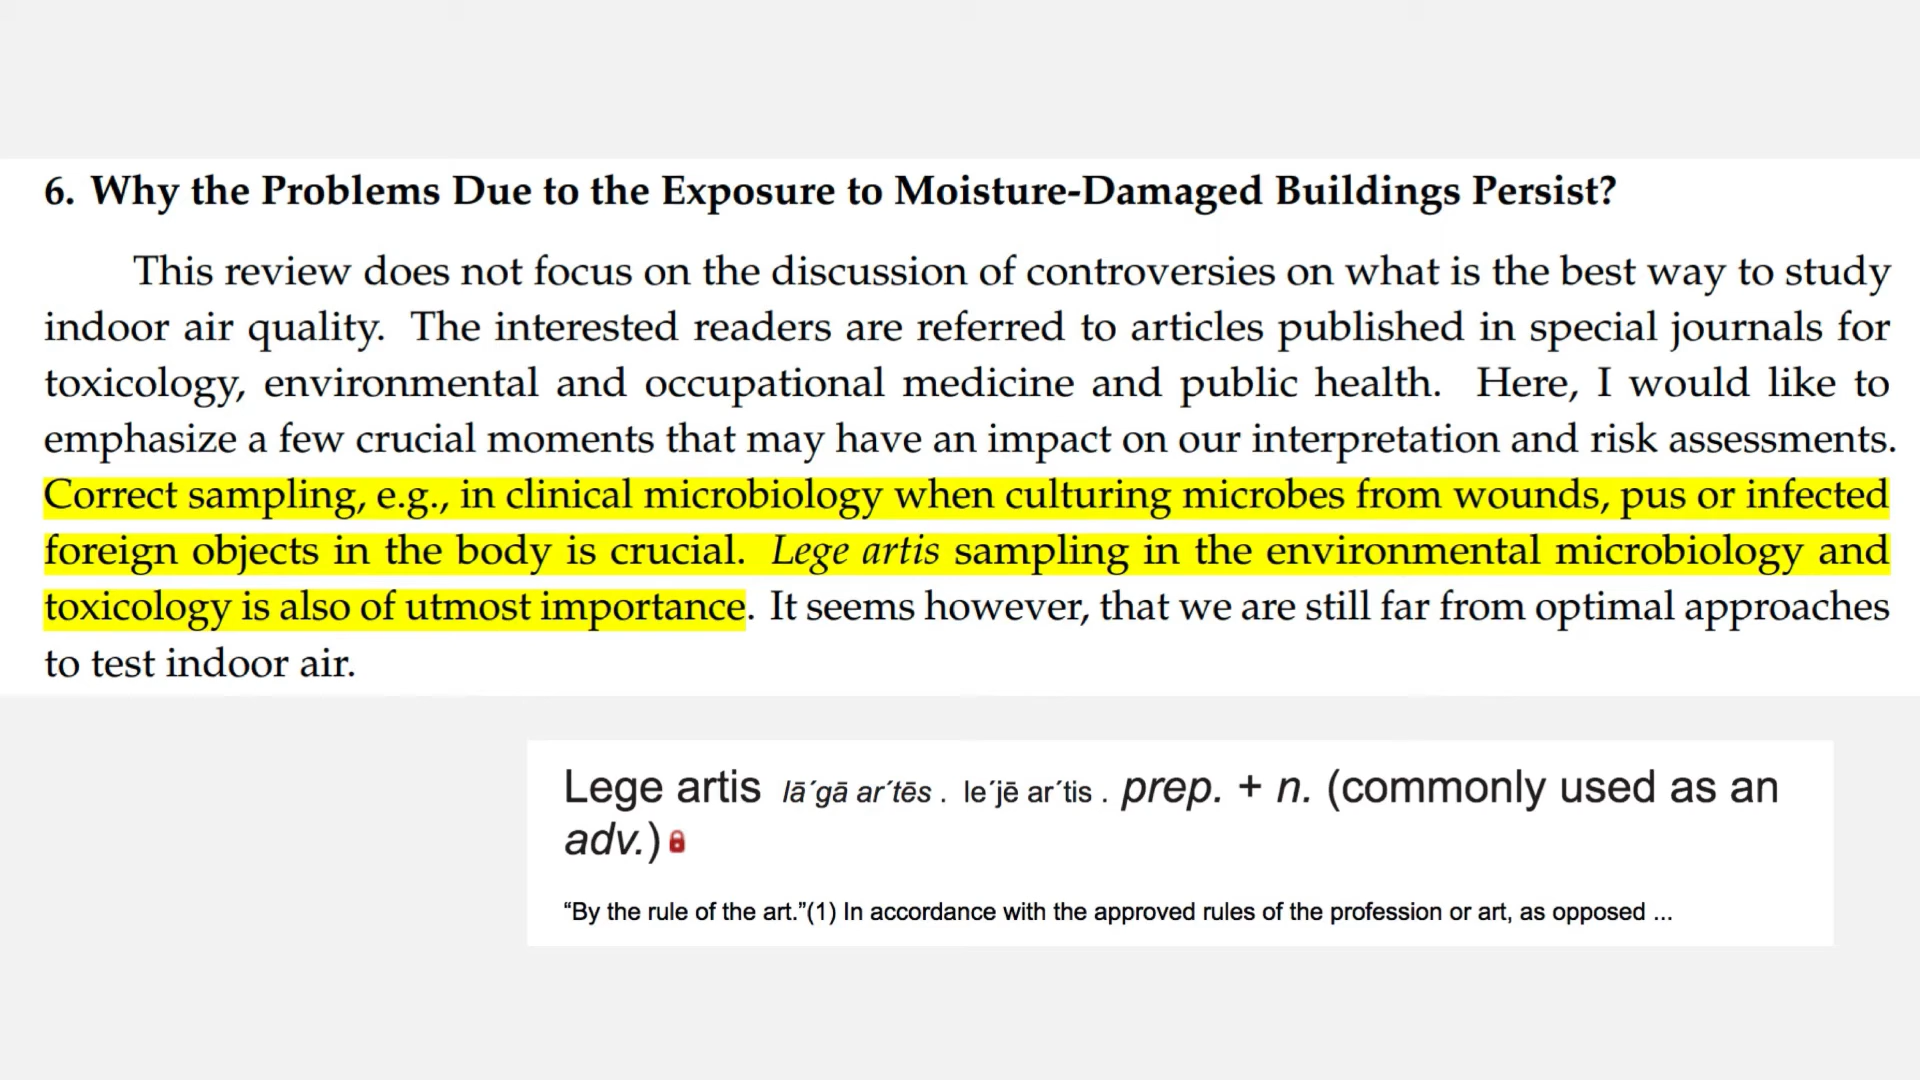 6. Why the Problems Due to the Exposure to Moisture-Damaged Buildings Persist?
This review does not focus on the discussion of controversies on what is the best way to study
indoor air quality. The interested readers are referred to articles published in special journals for
toxicology, environmental and occupational medicine and public health. Here, I would like to
emphasize a few crucial moments that may have an impact on our interpretation and risk assessments.
Correct sampling, e.g., in clinical microbiology when culturing microbes from wounds, pus or infected
foreign objects in the body is crucial. Lege artis sampling in the environmental microbiology and
toxicology is also of utmost importance. It seems however, that we are still far from optimal approaches
to test indoor air.
Lege artis lā´gā ar´tēs . le´jē ar´tis . prep. + n. (commonly used as an
adv.)
“By the rule of the art.”(1) In accordance with the approved rules of the profession or art, as opposed ...